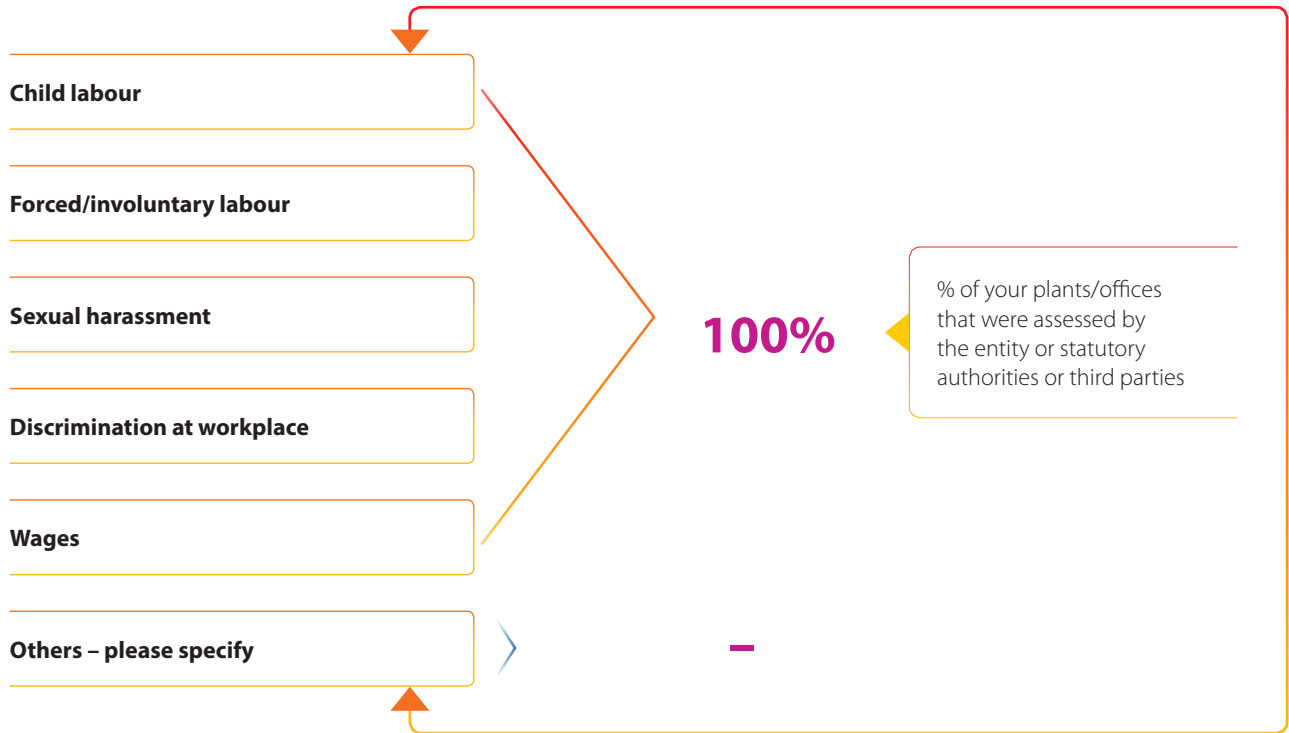 Child labour
Forced/involuntary labour
Sexual harassment
Discrimination at workplace
Wages
Others – please specify
100%
–
% of your plants/offices
that were assessed by
the entity or statutory
authorities or third parties